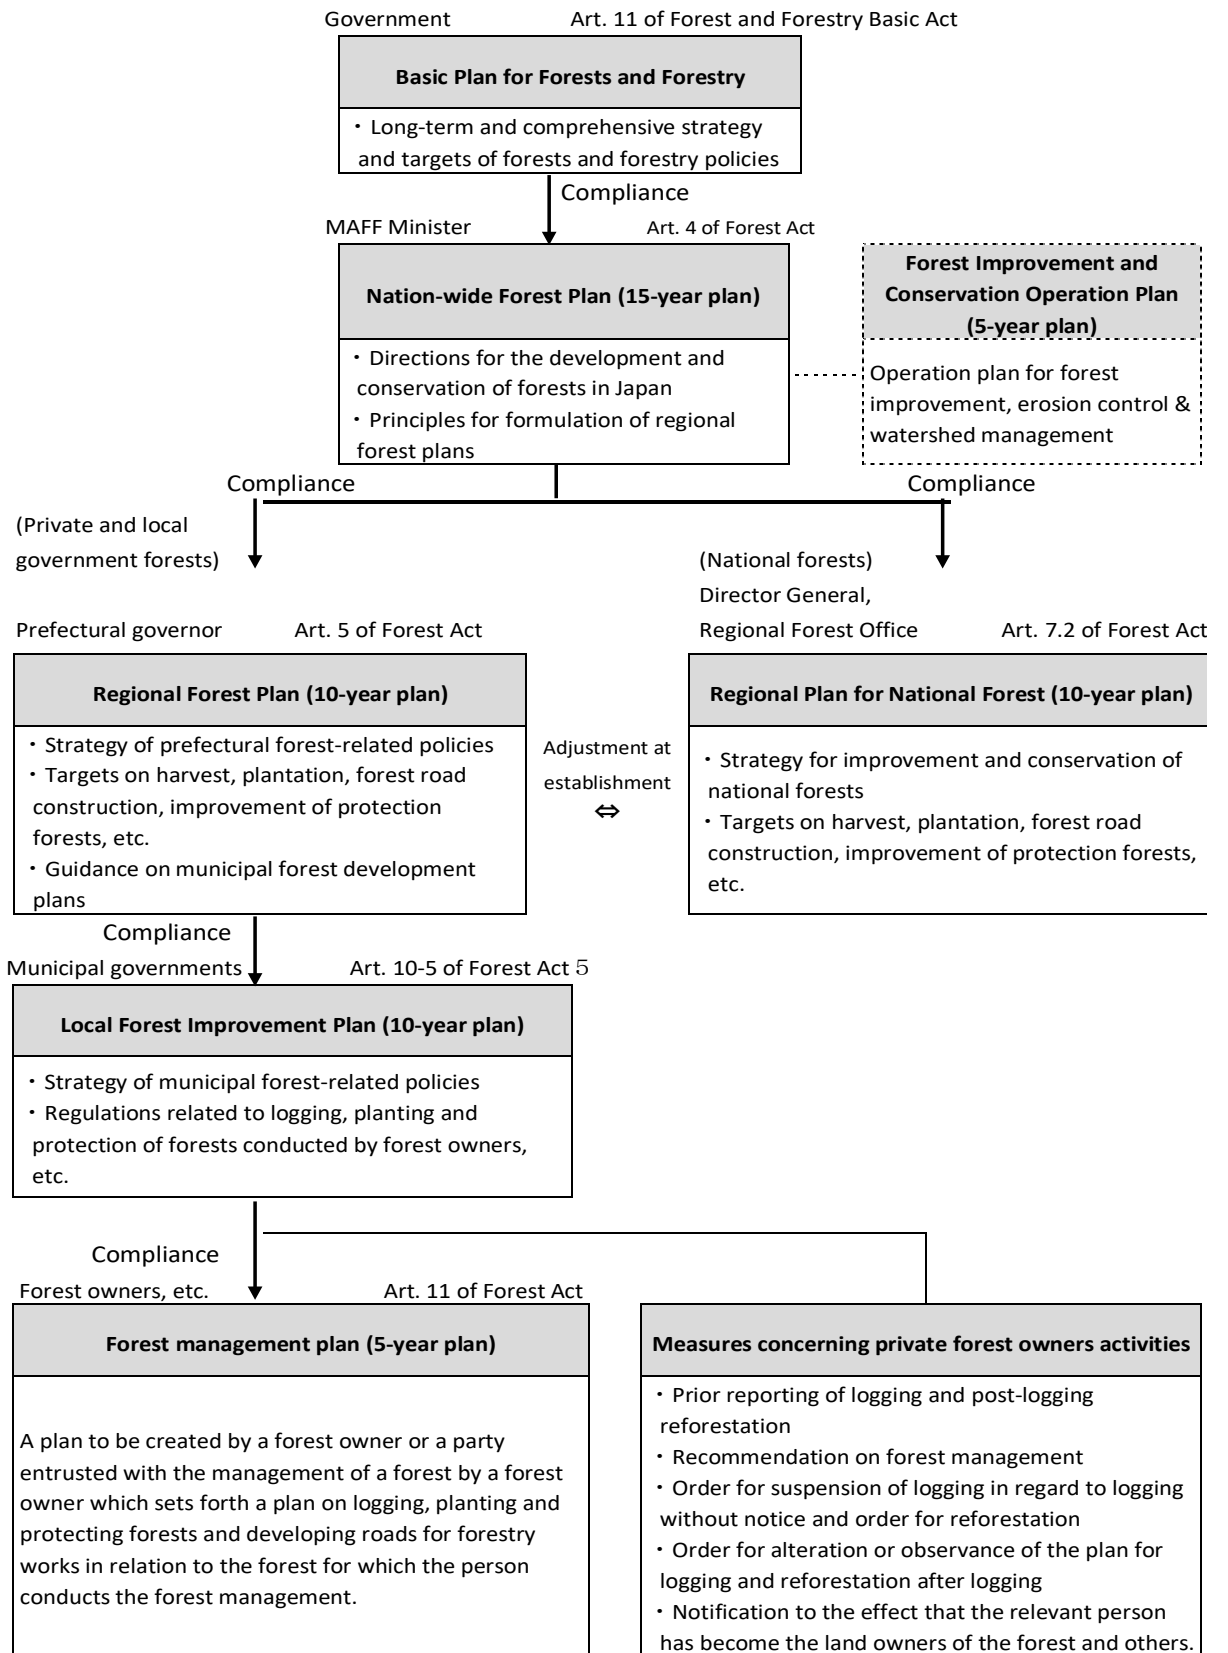 Government Art. 11 of Forest and Forestry Basic Act
Basic Plan for Forests and Forestry
・Long-term and comprehensive strategy
and targets of forests and forestry policies
Compliance
MAFF Minister Art. 4 of Forest Act
Nation-wide Forest Plan (15-year plan)
・Directions for the development and
conservation of forests in Japan
・Principles for formulation of regional
forest plans
Forest Improvement and
Conservation Operation Plan
(5-year plan)
Operation plan for forest
improvement, erosion control &
watershed management
Compliance
Compliance
(Private and local
government forests)
Prefectural governor Art. 5 of Forest Act
Regional Forest Plan (10-year plan)
・Strategy of prefectural forest-related policies
・Targets on harvest, plantation, forest road
construction, improvement of protection
forests, etc.
・Guidance on municipal forest development
plans
Adjustment at
establishment
⇔
(National forests)
Director General,
Regional Forest Office Art. 7.2 of Forest Act
Regional Plan for National Forest (10-year plan)
・Strategy for improvement and conservation of
national forests
・Targets on harvest, plantation, forest road
construction, improvement of protection forests,
etc.
Compliance
Municipal governments Art. 10-5 of Forest Act 5
Local Forest Improvement Plan (10-year plan)
・Strategy of municipal forest-related policies
・Regulations related to logging, planting and
protection of forests conducted by forest owners,
etc.
Compliance
Forest owners, etc. Art. 11 of Forest Act
Forest management plan (5-year plan)
A plan to be created by a forest owner or a party
entrusted with the management of a forest by a forest
owner which sets forth a plan on logging, planting and
protecting forests and developing roads for forestry
works in relation to the forest for which the person
conducts the forest management.
Measures concerning private forest owners activities
・Prior reporting of logging and post-logging
reforestation
・Recommendation on forest management
・Order for suspension of logging in regard to logging
without notice and order for reforestation
・Order for alteration or observance of the plan for
logging and reforestation after logging
・Notification to the effect that the relevant person
has become the land owners of the forest and others.